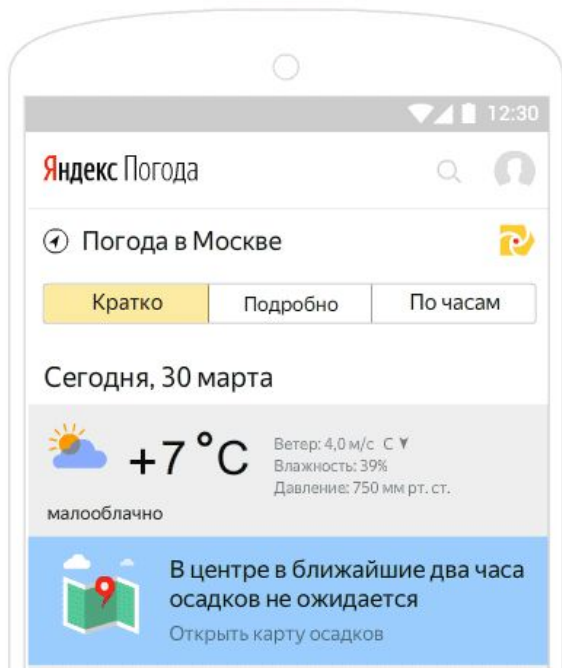 12:30
Яндекс Погода
Погода в Москве
Кратко Подробно По часам
Сегодня, 30 марта
+7 °C
Ветер: 4,0 м/с С
Влажность: 39%
Давление: 750 мм рт. ст.
малооблачно
В центре в ближайшие два часа
осадков не ожидается
Открыть карту осадков